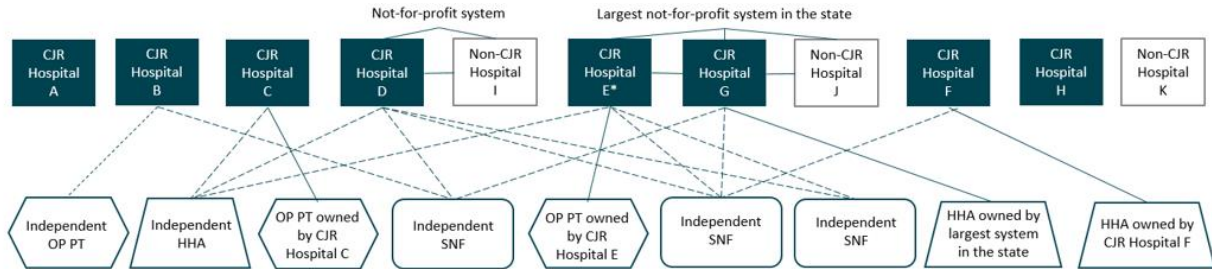 Not-for-profit system
Largest not-for-profit system in the state
CJR
Hospital
A
CJR
Hospital
B
CJR
Hospital
C
CJR
Hospital
D
Non-CJR
Hospital
I
CJR
Hospital
E*
CJR
Hospital
G
Non-CJR
Hospital
J
CJR
Hospital
F
CJR
Hospital
H
Non-CJR
Hospital
K
Independent
OP PT
Independent
HHA
OP PT owned
by CJR
Hospital C
Independent
SNF
OP PT owned
by CJR
Hospital E
Independent
SNF
Independent
SNF
HHA owned by
largest system
in the state
HHA owned by
CJR Hospital F